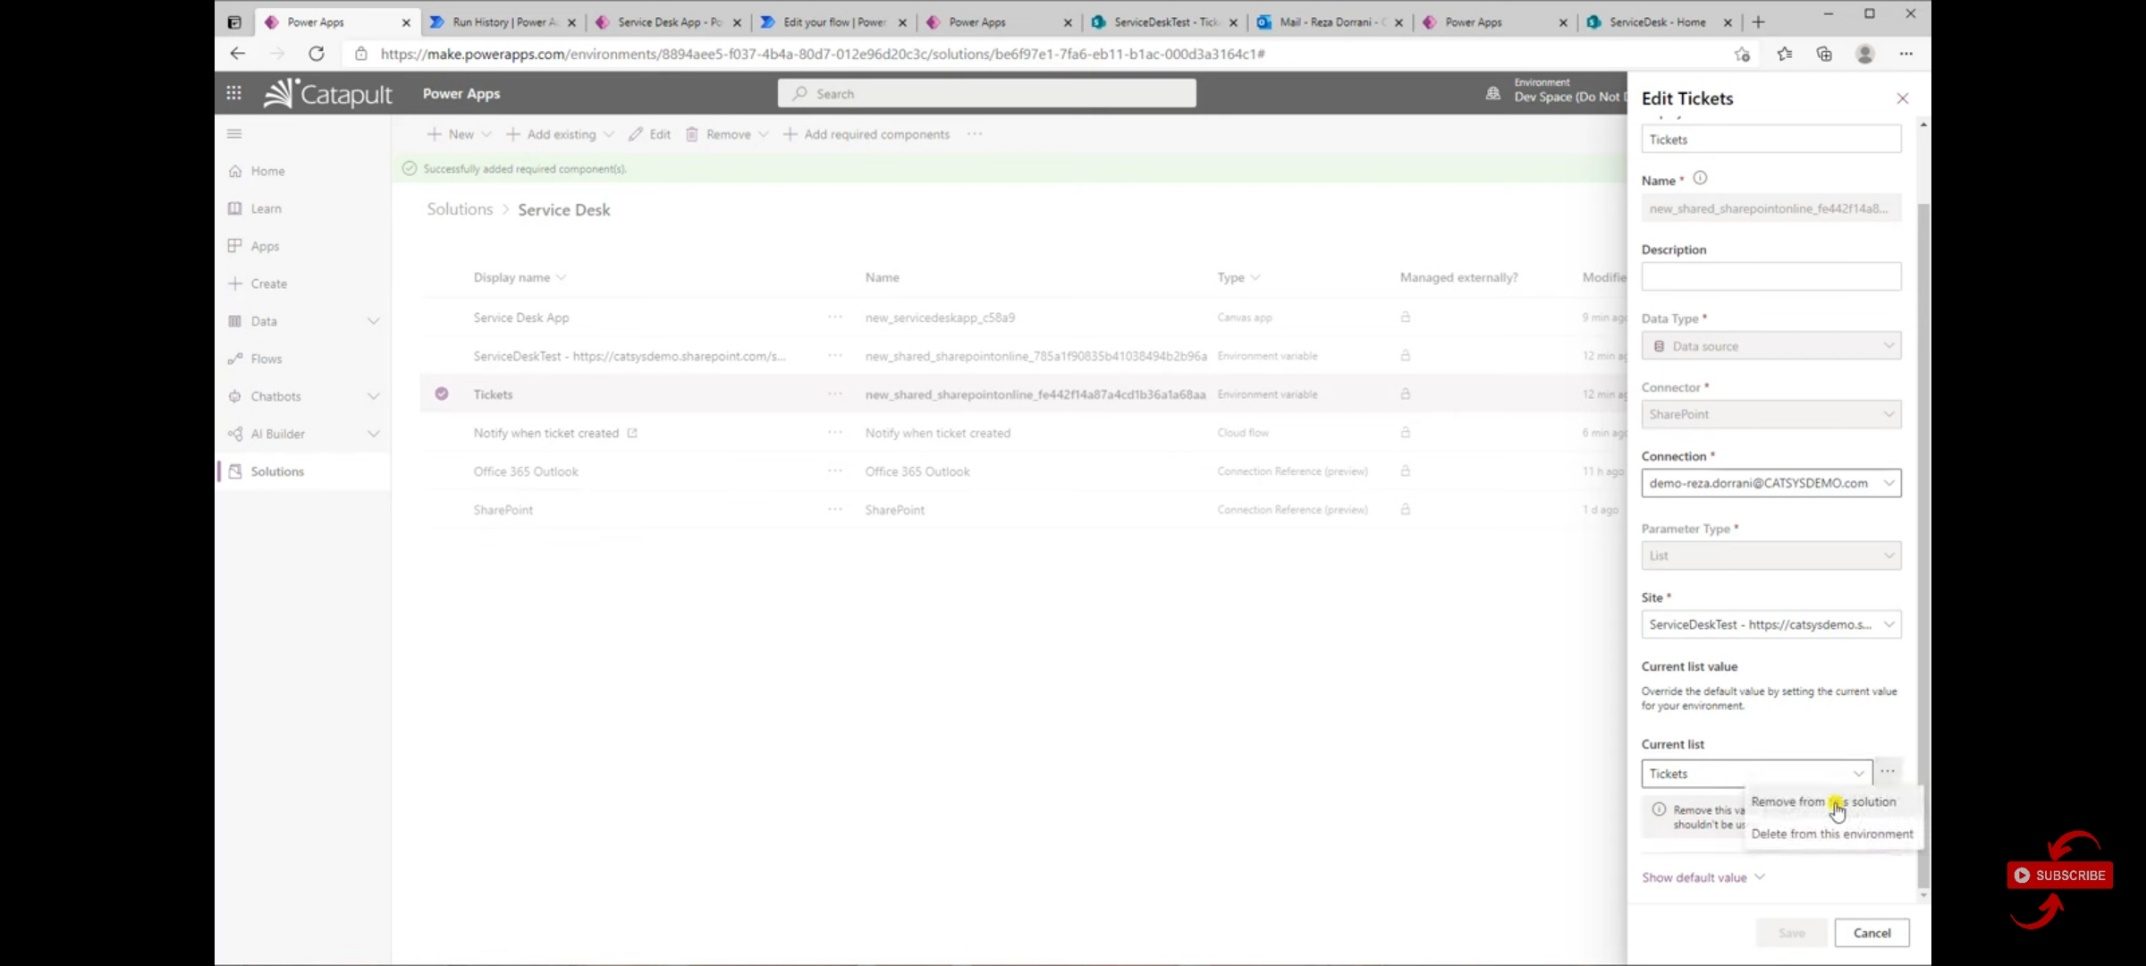 Power Apps
Run History | Power A
Service Desk App - Po
Edit your flow | Power
Power Apps
ServiceDeskTest - Tick
Mail - Reza Dorrani -
Power Apps
ServiceDesk - Home
https://make.powerapps.com/environments/8894aee5-f037-4b4a-80d7-012e96d20c3c/solutions/be6f97e1-7fa6-eb11-b1ac-000d3a3164c1#
Catapult
Power Apps
Search
Environment
Dev Space (Do Not
New
Add existing
Edit
Remove
Add required components
Successfully added required component(s).
Home
Learn
Apps
Create
Data
Flows
Chatbots
AI Builder
Solutions
Solutions > Service Desk
Display name Name Type Managed externally? Modifie
Service Desk App ... new_servicedeskapp_c58a9 Canvas app 9 min ag
ServiceDeskTest - https://catsysdemo.sharepoint.com/s... ... new_shared_sharepointonline_785a1f90835b41038494b2b96a Environment variable 12 min ag
Tickets ... new_shared_sharepointonline_fe442f14a87a4cd1b36a1a68aa Environment variable 12 min ag
Notify when ticket created ... Notify when ticket created Cloud flow 6 min ag
Office 365 Outlook ... Office 365 Outlook Connection Reference (preview) 11 h ago
SharePoint ... SharePoint Connection Reference (preview) 1 d ago
Edit Tickets
Tickets
Name *
new_shared_sharepointonline_fe442f14a8...
Description
Data Type *
Data source
Connector *
SharePoint
Connection *
demo-reza.dorrani@CATSYSDEMO.com
Parameter Type *
List
Site *
ServiceDeskTest - https://catsysdemo.s...
Current list value
Override the default value by setting the current value
for your environment.
Current list
Tickets
Remove from this solution
Delete from this environment
Remove this va
shouldn't be us
Show default value
Save
Cancel
SUBSCRIBE